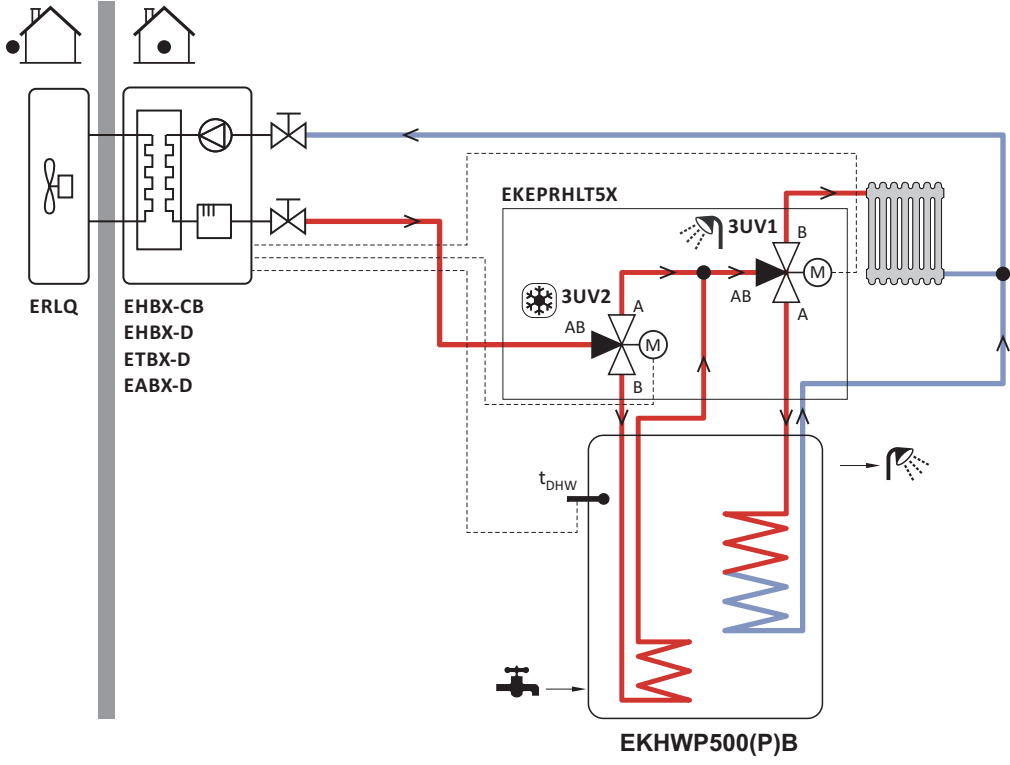 EKEPRHLT5X
3UV1
B
M
AB
A
ERLQ
EHBX-CB
EHBX-D
ETBX-D
EABX-D
3UV2
A
AB
M
B
tDHW
EKHWP500(P)B